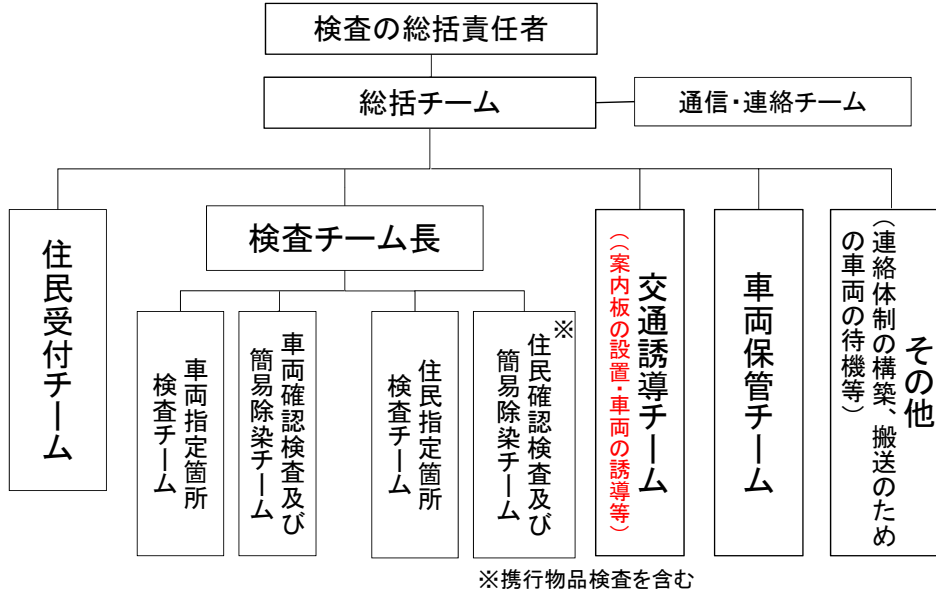 検査の総括責任者
総括チーム
通信・連絡チーム
住民受付チーム
検査チーム長
車両指定箇所
検査チーム
車両確認検査及び
簡易除染チーム
住民指定箇所
検査チーム
※
住民確認検査及び
簡易除染チーム
交通誘導チーム
((案内板の設置・車両の誘導等)
車両保管チーム
その他
(連絡体制の構築、搬送のため
の車両の待機等)
※携行物品検査を含む